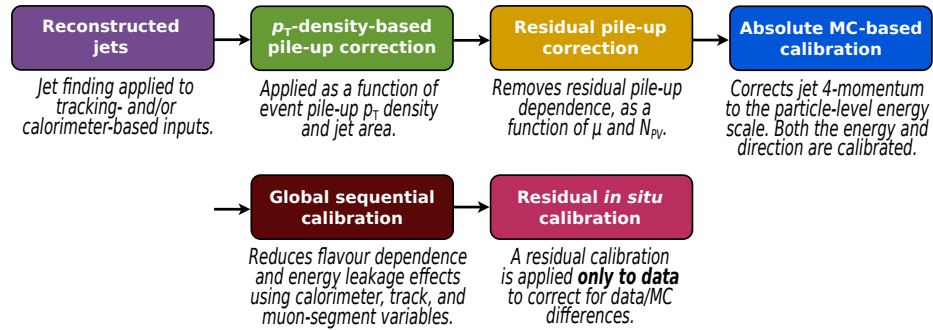 Reconstructed
jets
Jet finding applied to
tracking- and/or
calorimeter-based inputs.
pT-density-based
pile-up correction
Applied as a function of
event pile-up pT density
and jet area.
Residual pile-up
correction
Removes residual pile-up
dependence, as a
function of µ and NPV.
Absolute MC-based
calibration
Corrects jet 4-momentum
to the particle-level energy
scale. Both the energy and
direction are calibrated.
Global sequential
calibration
Reduces flavour dependence
and energy leakage effects
using calorimeter, track, and
muon-segment variables.
Residual in situ
calibration
A residual calibration
is applied only to data
to correct for data/MC
differences.